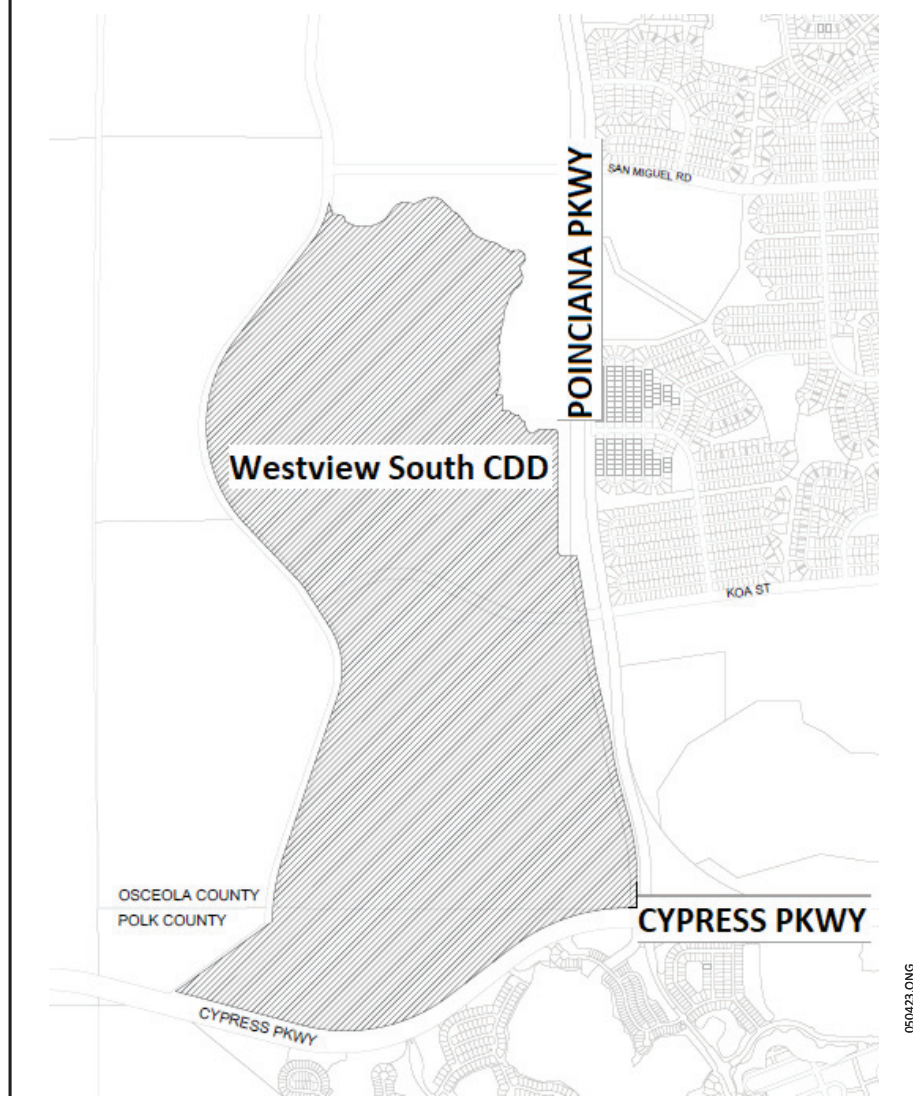 SAN MIGUEL RD
POINCIANA PKWY
Westview South CDD
KOA ST
OSCEOLA COUNTY
POLK COUNTY
CYPRESS PKWY
CYPRESS PKWY
050423.ONG